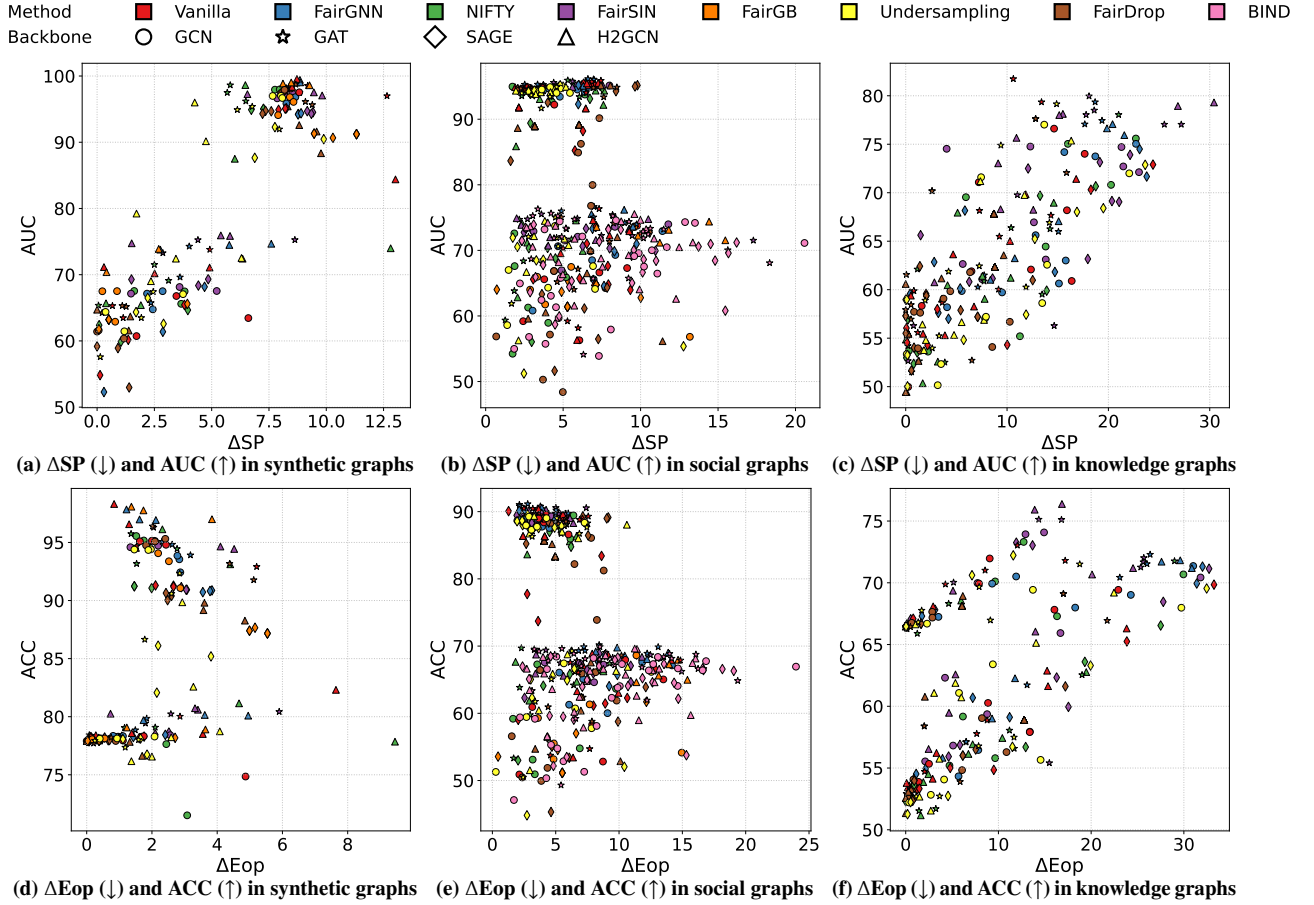 Method Vanilla FairGNN NIFTY FairSIN FairGB Undersampling FairDrop BIND
Backbone GCN GAT SAGE H2GCN
AUC
100
90
80
70
60
50
0.0 2.5 5.0 7.5 10.0 12.5
ΔSP
(a) ΔSP (↓) and AUC (↑) in synthetic graphs
AUC
90
80
70
60
50
0 5 10 15 20
ΔSP
(b) ΔSP (↓) and AUC (↑) in social graphs
AUC
80
75
70
65
60
55
50
0 10 20 30
ΔSP
(c) ΔSP (↓) and AUC (↑) in knowledge graphs
ACC
95
90
85
80
75
0 2 4 6 8
ΔEop
(d) ΔEop (↓) and ACC (↑) in synthetic graphs
ACC
90
80
70
60
50
0 5 10 15 20 25
ΔEop
(e) ΔEop (↓) and ACC (↑) in social graphs
ACC
75
70
65
60
55
50
0 10 20 30
ΔEop
(f) ΔEop (↓) and ACC (↑) in knowledge graphs